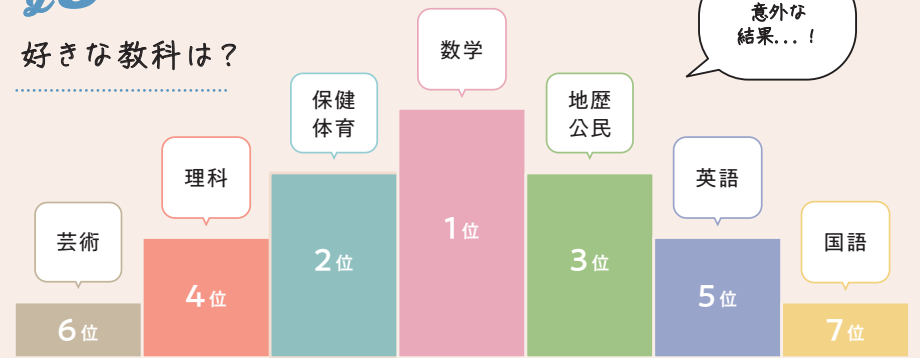 好きな教科は？
意外な
結果...！
数学
保健
体育
地歴
公民
理科
英語
芸術
国語
1位
2位
3位
4位
5位
6位
7位